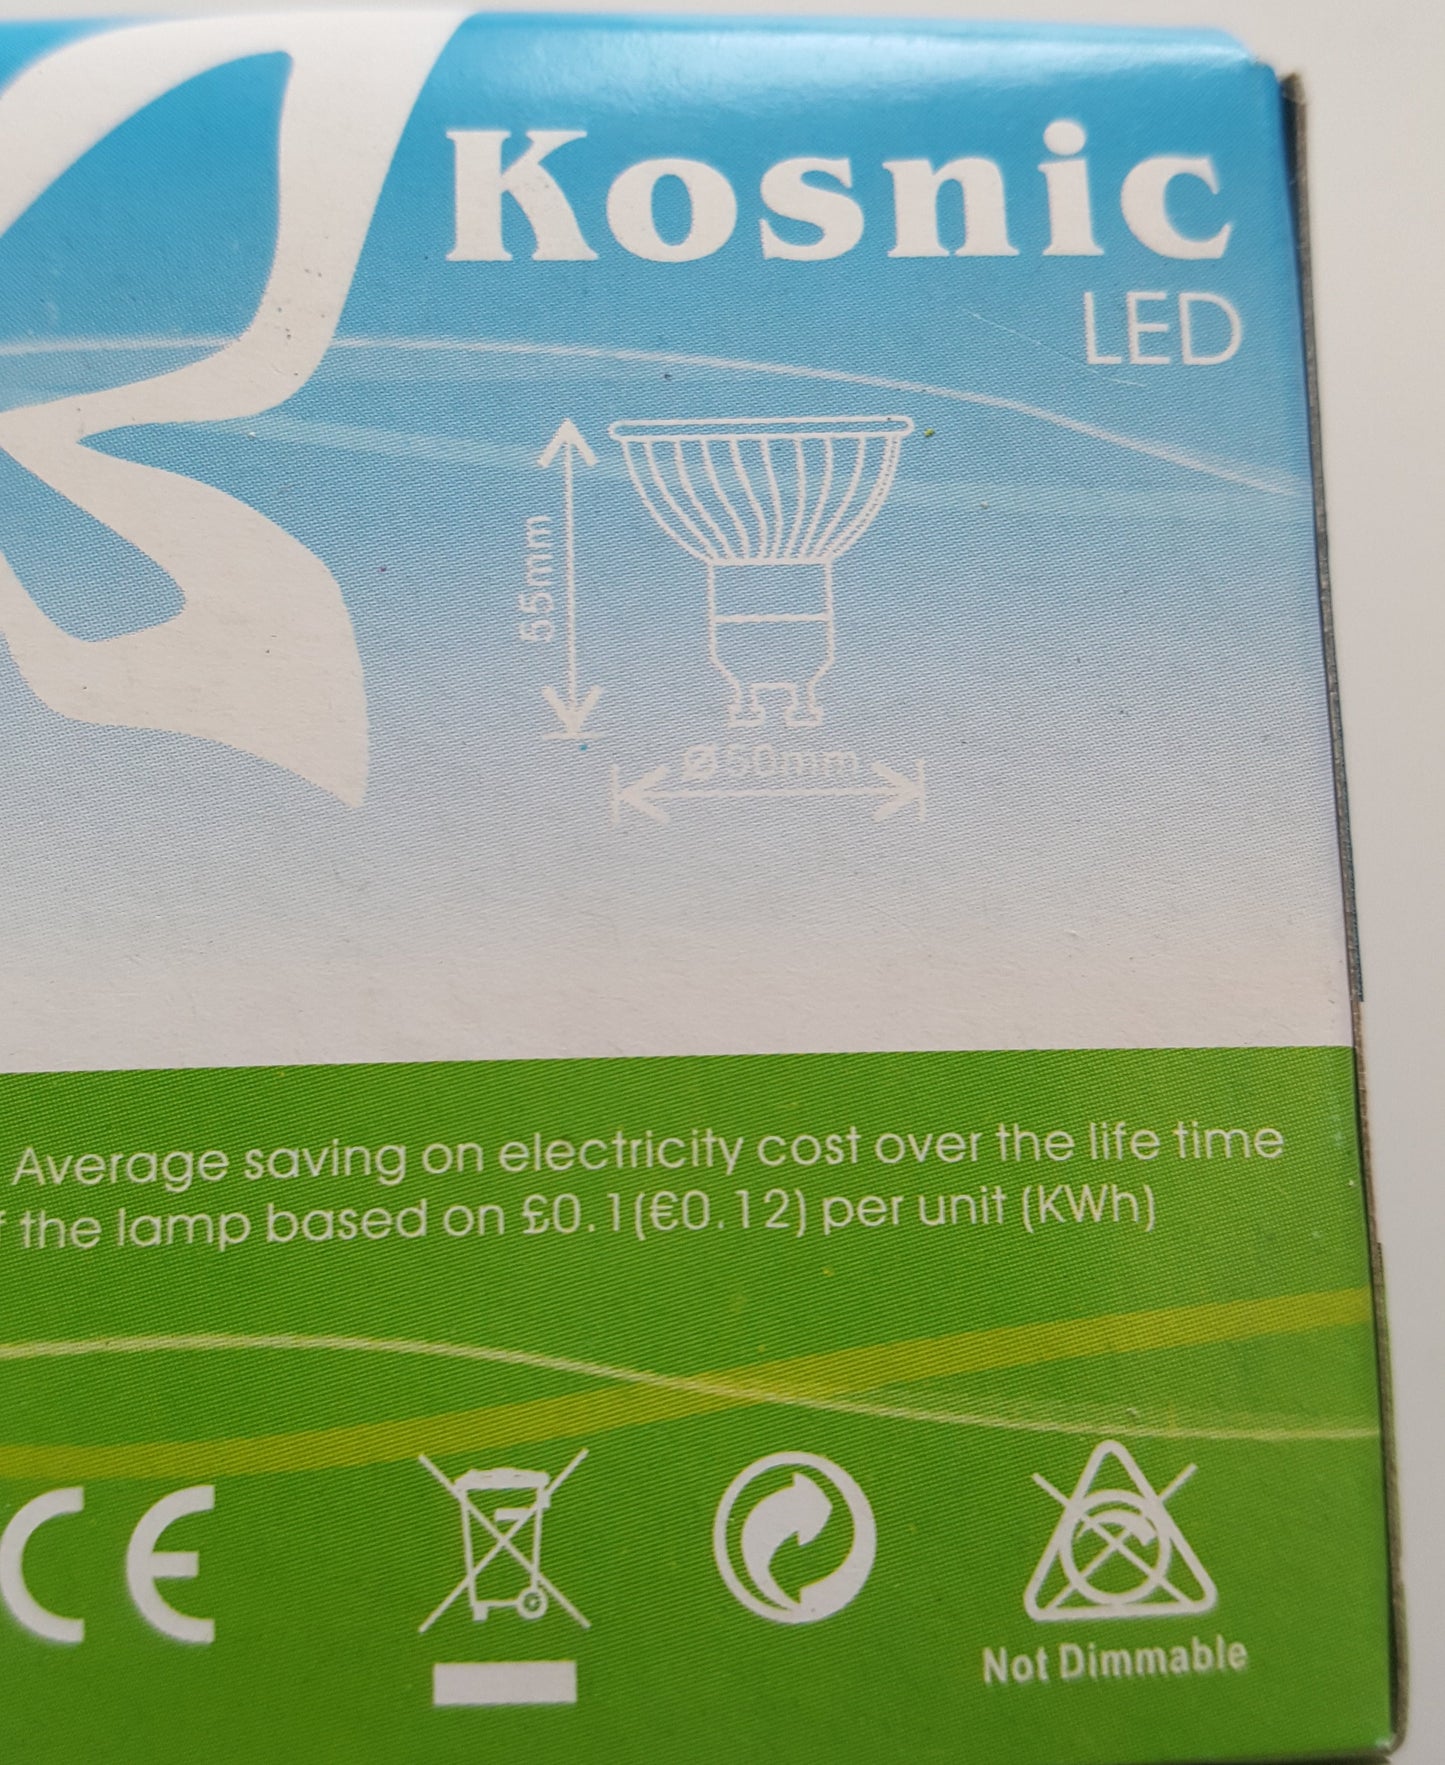 Kosnic
LED
55mm
Ø50mm
Average saving on electricity cost over the life time
the lamp based on £0.1(€0.12) per unit (KWh)
CE
Not Dimmable